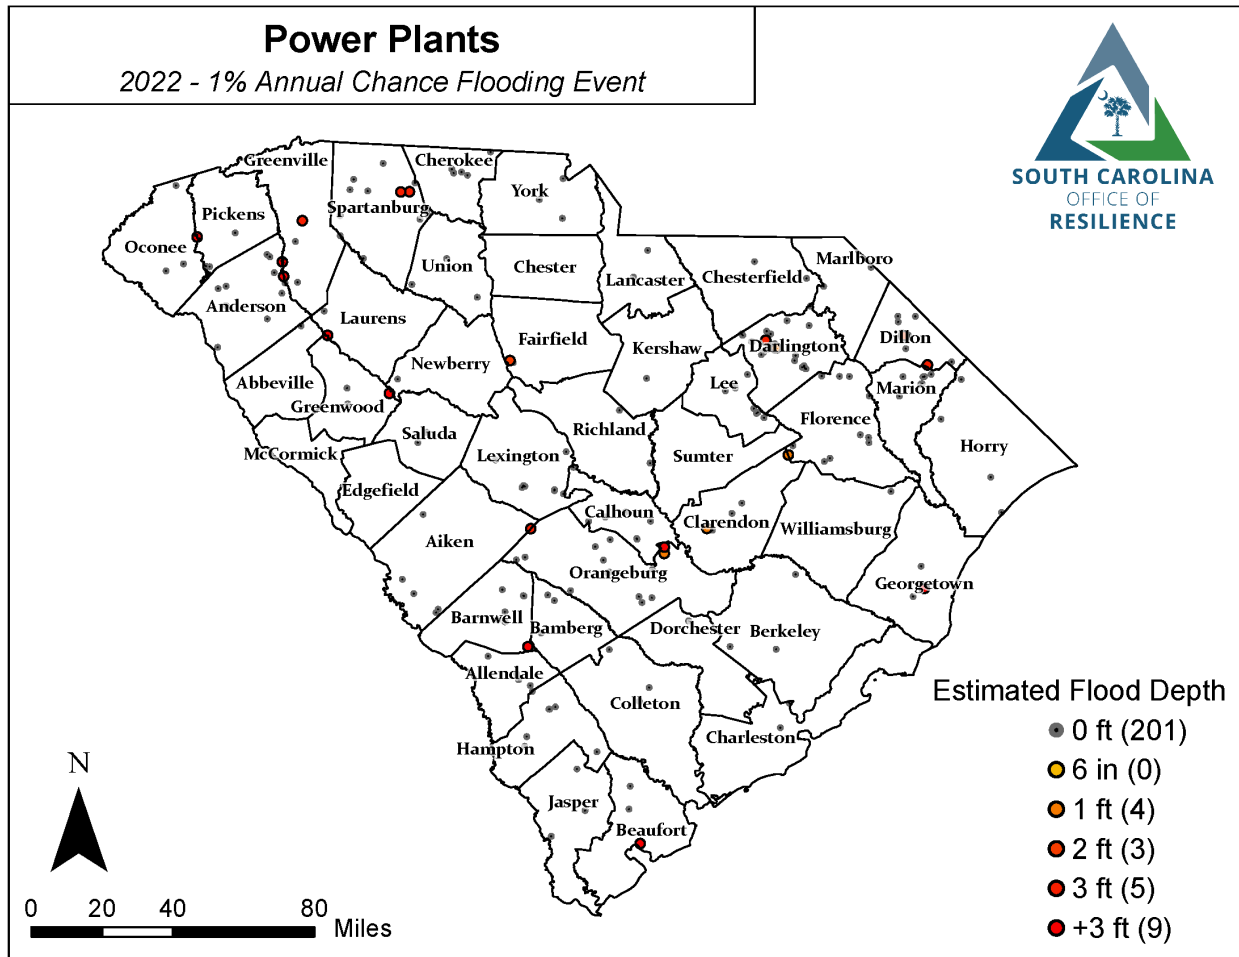 Power Plants
2022 - 1% Annual Chance Flooding Event
SOUTH CAROLINA
OFFICE OF
RESILIENCE
Greenville
Cherokee
York
Pickens
Spartanburg
Oconee
Union
Chester
Lancaster
Chesterfield
Marlboro
Anderson
Laurens
Fairfield
Kershaw
Darlington
Dillon
Newberry
Abbeville
Lee
Marion
Greenwood
Saluda
Richland
Florence
Horry
McCormick
Lexington
Sumter
Edgefield
Calhoun
Clarendon
Williamsburg
Aiken
Orangeburg
Georgetown
Barnwell
Bamberg
Dorchester
Berkeley
Allendale
Colleton
Charleston
Hampton
Jasper
Beaufort
Estimated Flood Depth
0 ft (201)
6 in (0)
1 ft (4)
2 ft (3)
3 ft (5)
+3 ft (9)
N
0 20 40 80 Miles